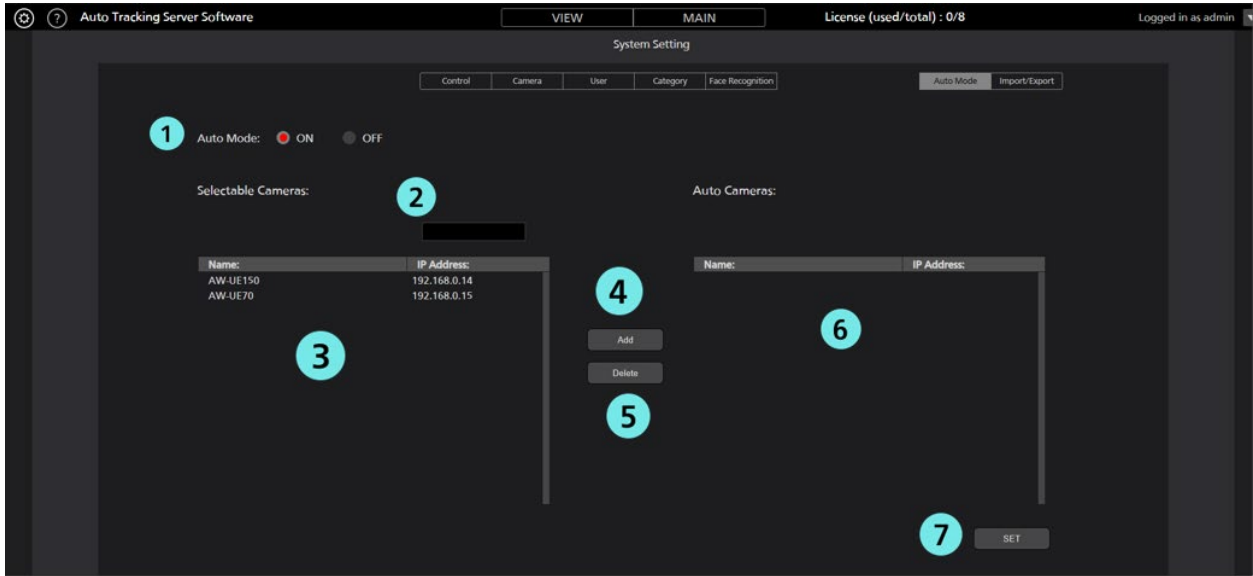 Auto Tracking Server Software VIEW MAIN License (used/total) : 0/8 Logged in as admin
System Setting
Control Camera User Category Face Recognition Auto Mode Import/Export
1 Auto Mode: ON OFF
Selectable Cameras: 2 Auto Cameras:
Name: IP Address: Name: IP Address:
AW-UE150 192.168.0.14
AW-UE70 192.168.0.15
4
6
3 Add
Delete
5
7 SET